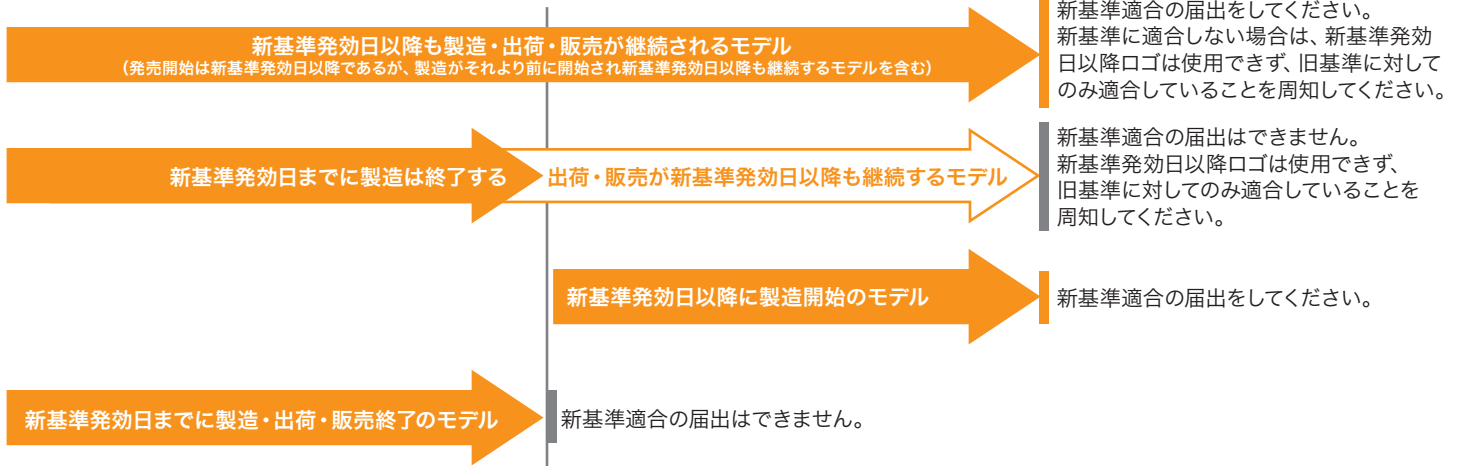 新基準発効日以降も製造・出荷・販売が継続されるモデル
(発売開始は新基準発効日以降であるが、製造がそれより前に開始され新基準発効日以降も継続するモデルを含む)
新基準適合の届出をしてください。
新基準に適合しない場合は、新基準発効
日以降ロゴは使用できず、旧基準に対して
のみ適合していることを周知してください。
新基準発効日までに製造は終了する
出荷・販売が新基準発効日以降も継続するモデル
新基準適合の届出はできません。
新基準発効日以降ロゴは使用できず、
旧基準に対してのみ適合していることを
周知してください。
新基準発効日以降に製造開始のモデル
新基準適合の届出をしてください。
新基準発効日までに製造・出荷・販売終了のモデル
新基準適合の届出はできません。